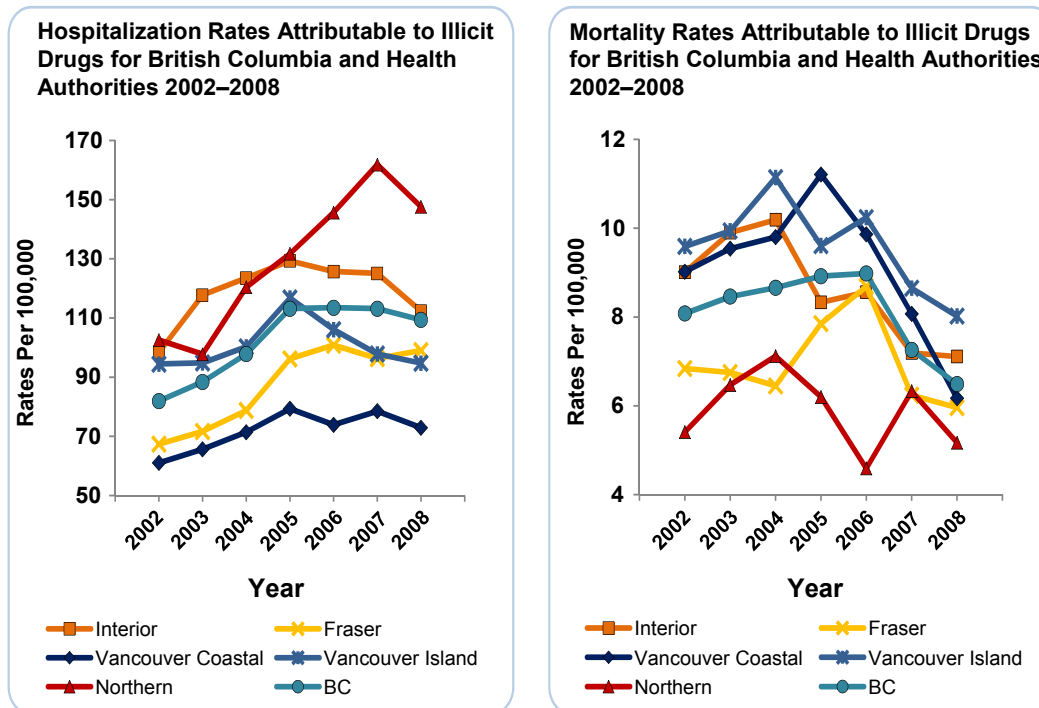 Hospitalization Rates Attributable to Illicit
Drugs for British Columbia and Health
Authorities 2002–2008
170
150
130
110
90
70
50
Rates Per 100,000
2002
2003
2004
2005
2006
2007
2008
Year
Interior
Fraser
Vancouver Coastal
Vancouver Island
Northern
BC
Mortality Rates Attributable to Illicit Drugs
for British Columbia and Health Authorities
2002–2008
12
10
8
6
4
Rates Per 100,000
2002
2003
2004
2005
2006
2007
2008
Year
Interior
Fraser
Vancouver Coastal
Vancouver Island
Northern
BC